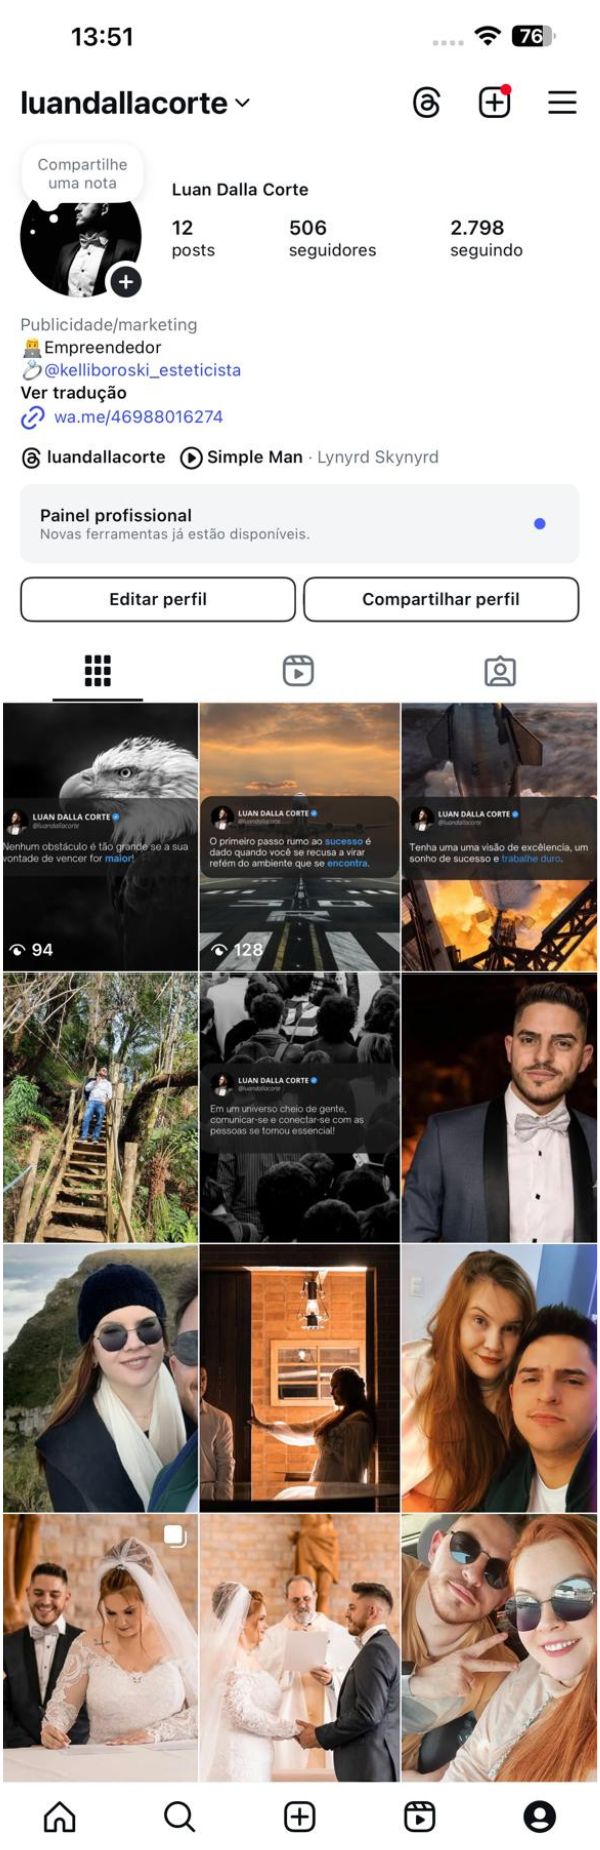 13:51
76
luandallacorte
Compartilhe
uma nota
Luan Dalla Corte
12
posts
506
seguidores
2.798
seguindo
Publicidade/marketing
Empreendedor
@kelliboroski_esteticista
Ver tradução
wa.me/46988016274
luandallacorte
Simple Man · Lynyrd Skynyrd
Painel profissional
Novas ferramentas já estão disponíveis.
Editar perfil
Compartilhar perfil
LUAN DALLA CORTE
@luandallacorte
Nenhum obstáculo é tão grande se a sua
vontade de vencer for maior!
94
LUAN DALLA CORTE
@luandallacorte
O primeiro passo rumo ao sucesso é
dado quando você se recusa a virar
refém do ambiente que se encontra.
128
LUAN DALLA CORTE
@luandallacorte
Tenha uma uma visão de excêlencia, um
sonho de sucesso e trabalhe duro.
LUAN DALLA CORTE
@luandallacorte
Em um universo cheio de gente,
comunicar-se e conectar-se com as
pessoas se tornou essencial!